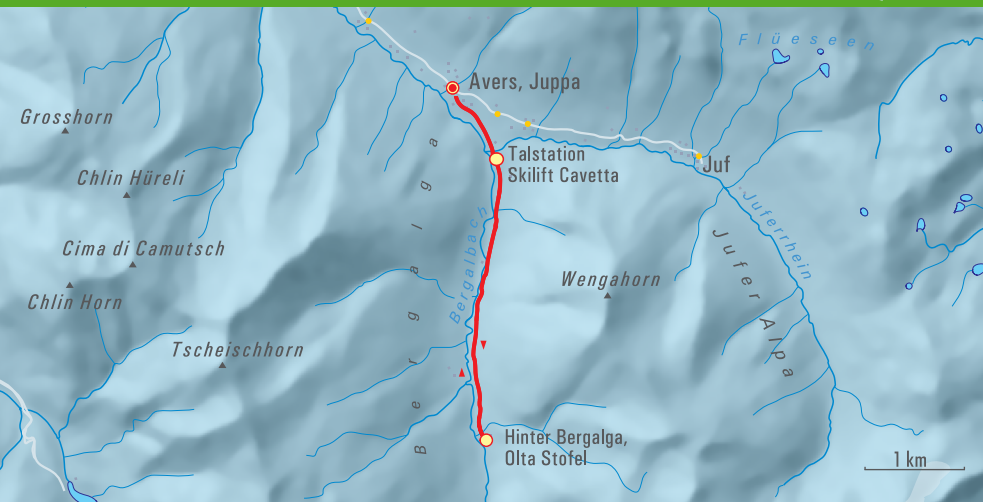 Flüeseen
Avers, Juppa
Grosshorn
Talstation
Skilift Cavetta
Juf
Chlin Hüreli
Juferrhein
Bergalga
Bergalbach
Cima di Camutsch
Jufer Alpa
Wengahorn
Chlin Horn
Tscheischhorn
Hinter Bergalga,
Olta Stofel
1 km